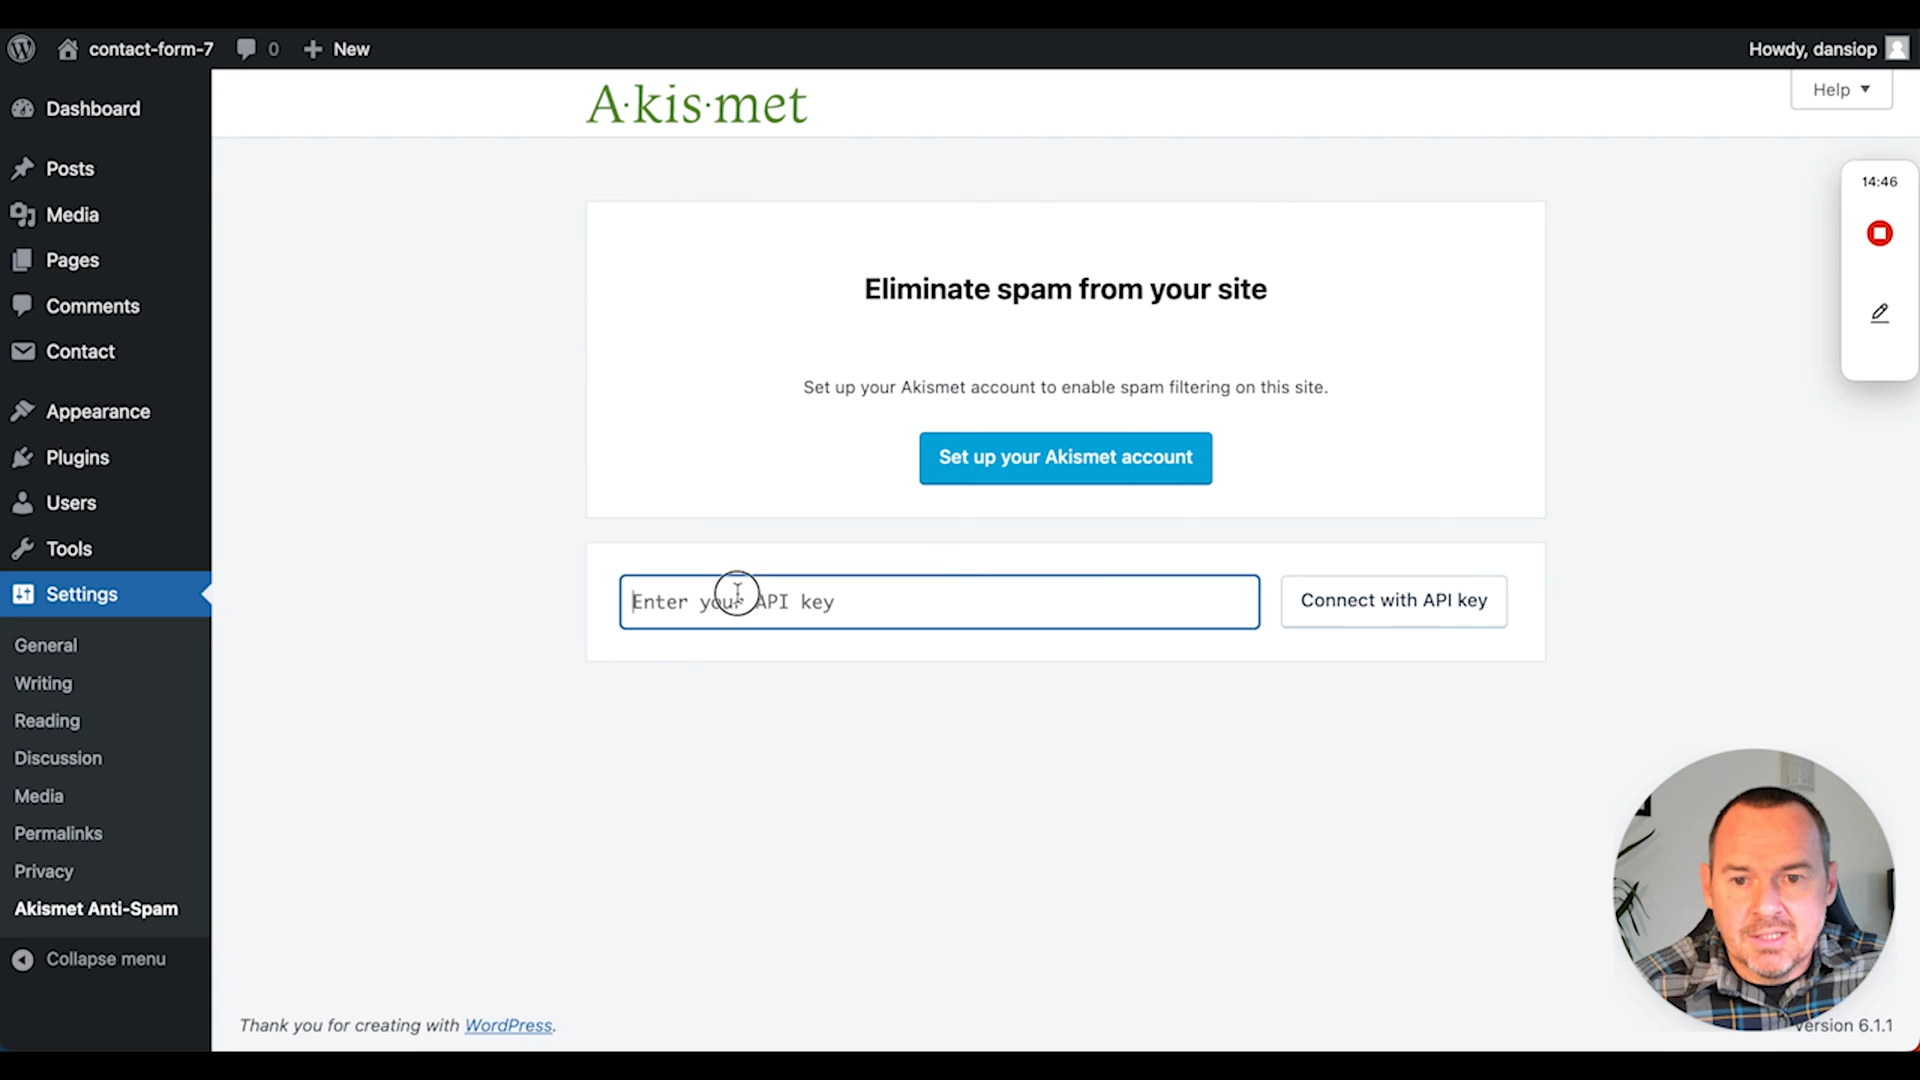 contact-form-7
0
New
Howdy, dansiop
Dashboard
Posts
Media
Pages
Comments
Contact
Appearance
Plugins
Users
Tools
Settings
General
Writing
Reading
Discussion
Media
Permalinks
Privacy
Akismet Anti-Spam
Collapse menu
A·kis·met
Help
Eliminate spam from your site
Set up your Akismet account to enable spam filtering on this site.
Set up your Akismet account
Enter your API key
Connect with API key
14:46
Thank you for creating with WordPress.
Version 6.1.1